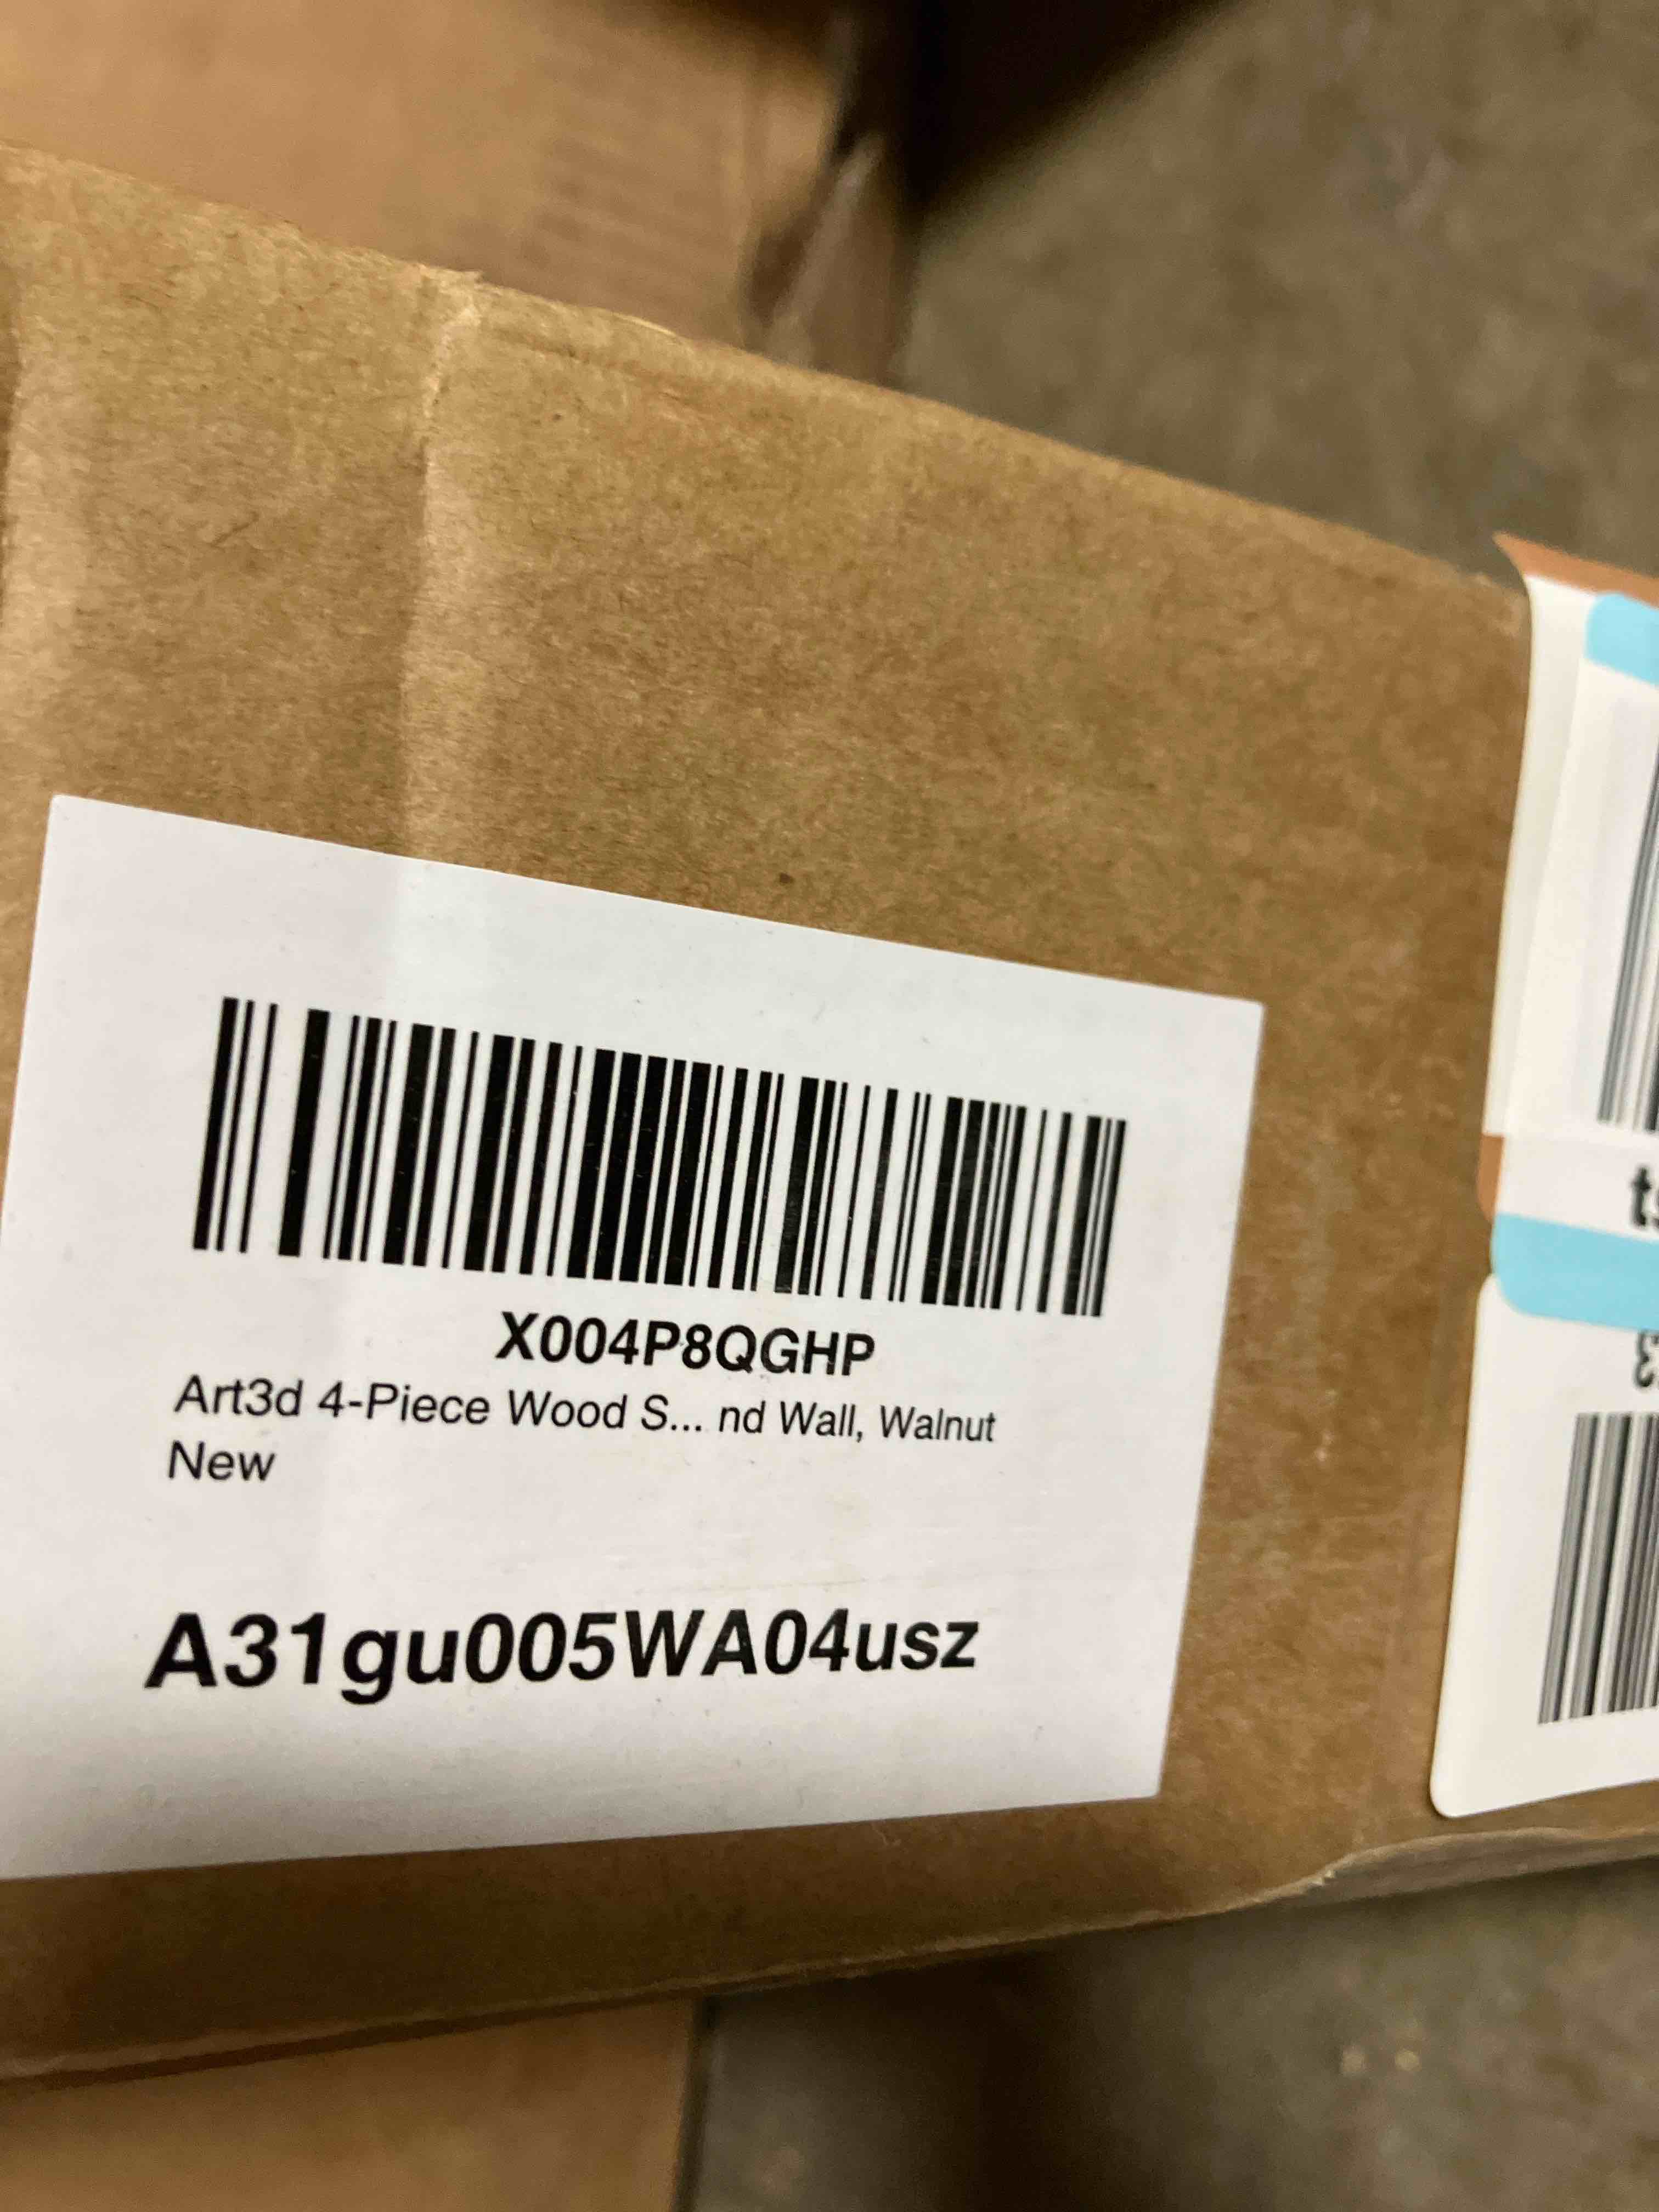 X004P8QGHP
Art3d 4-Piece Wood S... nd Wall, Walnut
New
A31gu005WA04usz